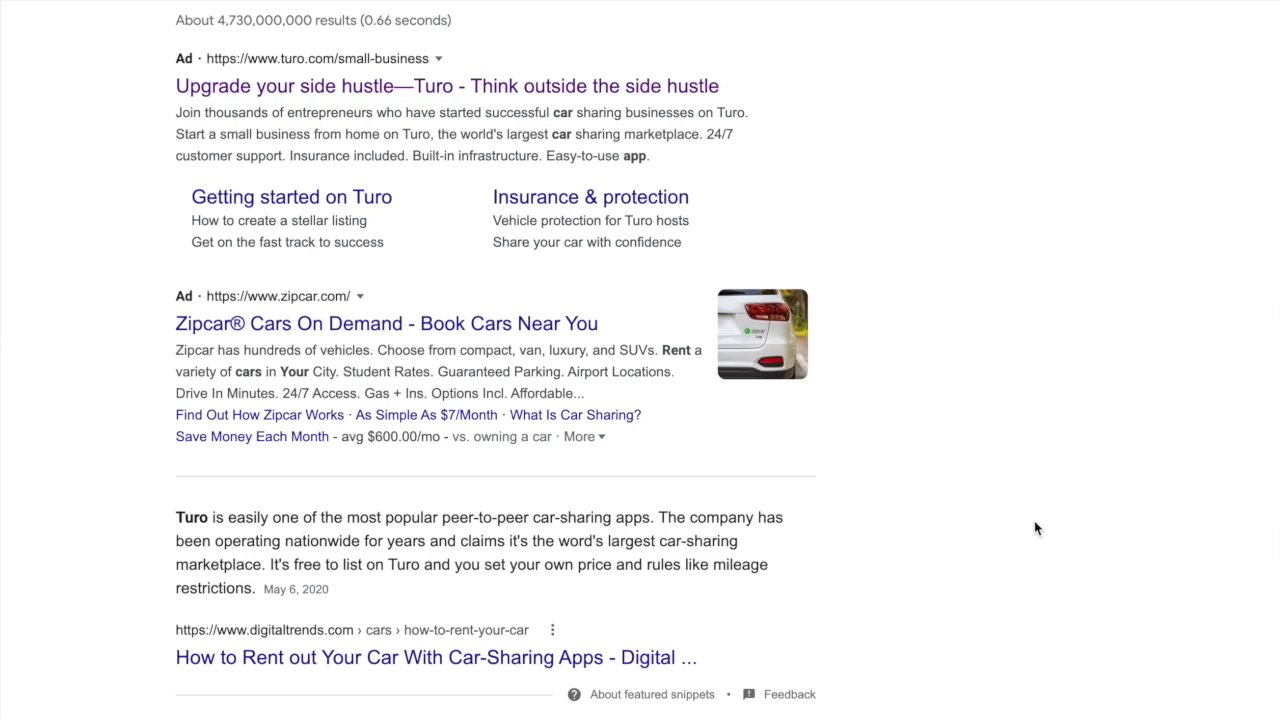 About 4,730,000,000 results (0.66 seconds)
Ad · https://www.turo.com/small-business
Upgrade your side hustle—Turo - Think outside the side hustle
Join thousands of entrepreneurs who have started successful car sharing businesses on Turo.
Start a small business from home on Turo, the world's largest car sharing marketplace. 24/7
customer support. Insurance included. Built-in infrastructure. Easy-to-use app.
Getting started on Turo
How to create a stellar listing
Get on the fast track to success
Insurance & protection
Vehicle protection for Turo hosts
Share your car with confidence
Ad · https://www.zipcar.com/
Zipcar® Cars On Demand - Book Cars Near You
Zipcar has hundreds of vehicles. Choose from compact, van, luxury, and SUVs. Rent a
variety of cars in Your City. Student Rates. Guaranteed Parking. Airport Locations.
Drive In Minutes. 24/7 Access. Gas + Ins. Options Incl. Affordable...
Find Out How Zipcar Works · As Simple As $7/Month · What Is Car Sharing?
Save Money Each Month - avg $600.00/mo - vs. owning a car · More
zipcar
Turo is easily one of the most popular peer-to-peer car-sharing apps. The company has
been operating nationwide for years and claims it's the word's largest car-sharing
marketplace. It's free to list on Turo and you set your own price and rules like mileage
restrictions. May 6, 2020
https://www.digitaltrends.com › cars › how-to-rent-your-car
How to Rent out Your Car With Car-Sharing Apps - Digital ...
About featured snippets • Feedback